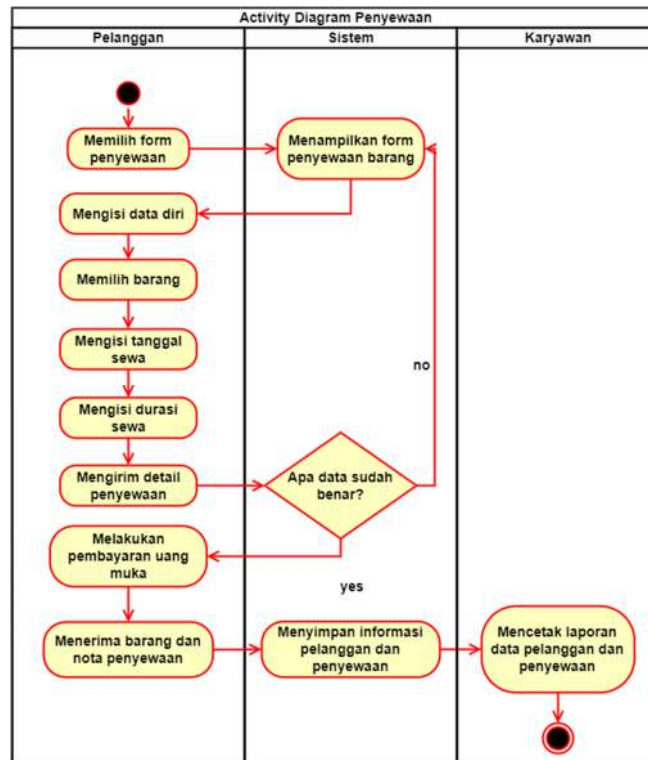 Activity Diagram Penyewaan
Pelanggan
Sistem
Karyawan
Memilih form
penyewaan
Menampilkan form
penyewaan barang
Mengisi data diri
Memilih barang
Mengisi tanggal
sewa
no
Mengisi durasi
sewa
Mengirim detail
penyewaan
Apa data sudah
benar?
Melakukan
pembayaran uang
muka
yes
Menerima barang dan
nota penyewaan
Menyimpan informasi
pelanggan dan
penyewaan
Mencetak laporan
data pelanggan dan
penyewaan